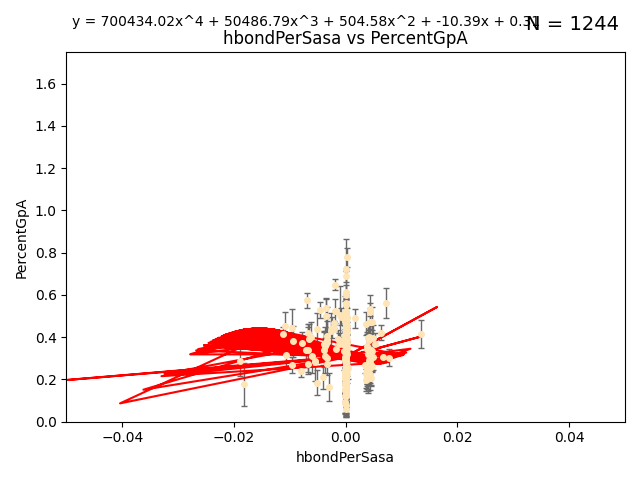 y = 700434.02x^4 + 50486.79x^3 + 504.58x^2 + -10.39x + 0.31
N = 1244
hbondPerSasa vs PercentGpA
1.6
1.4
1.2
1.0
0.8
0.6
0.4
0.2
0.0
PercentGpA
−0.04
−0.02
0.00
0.02
0.04
hbondPerSasa